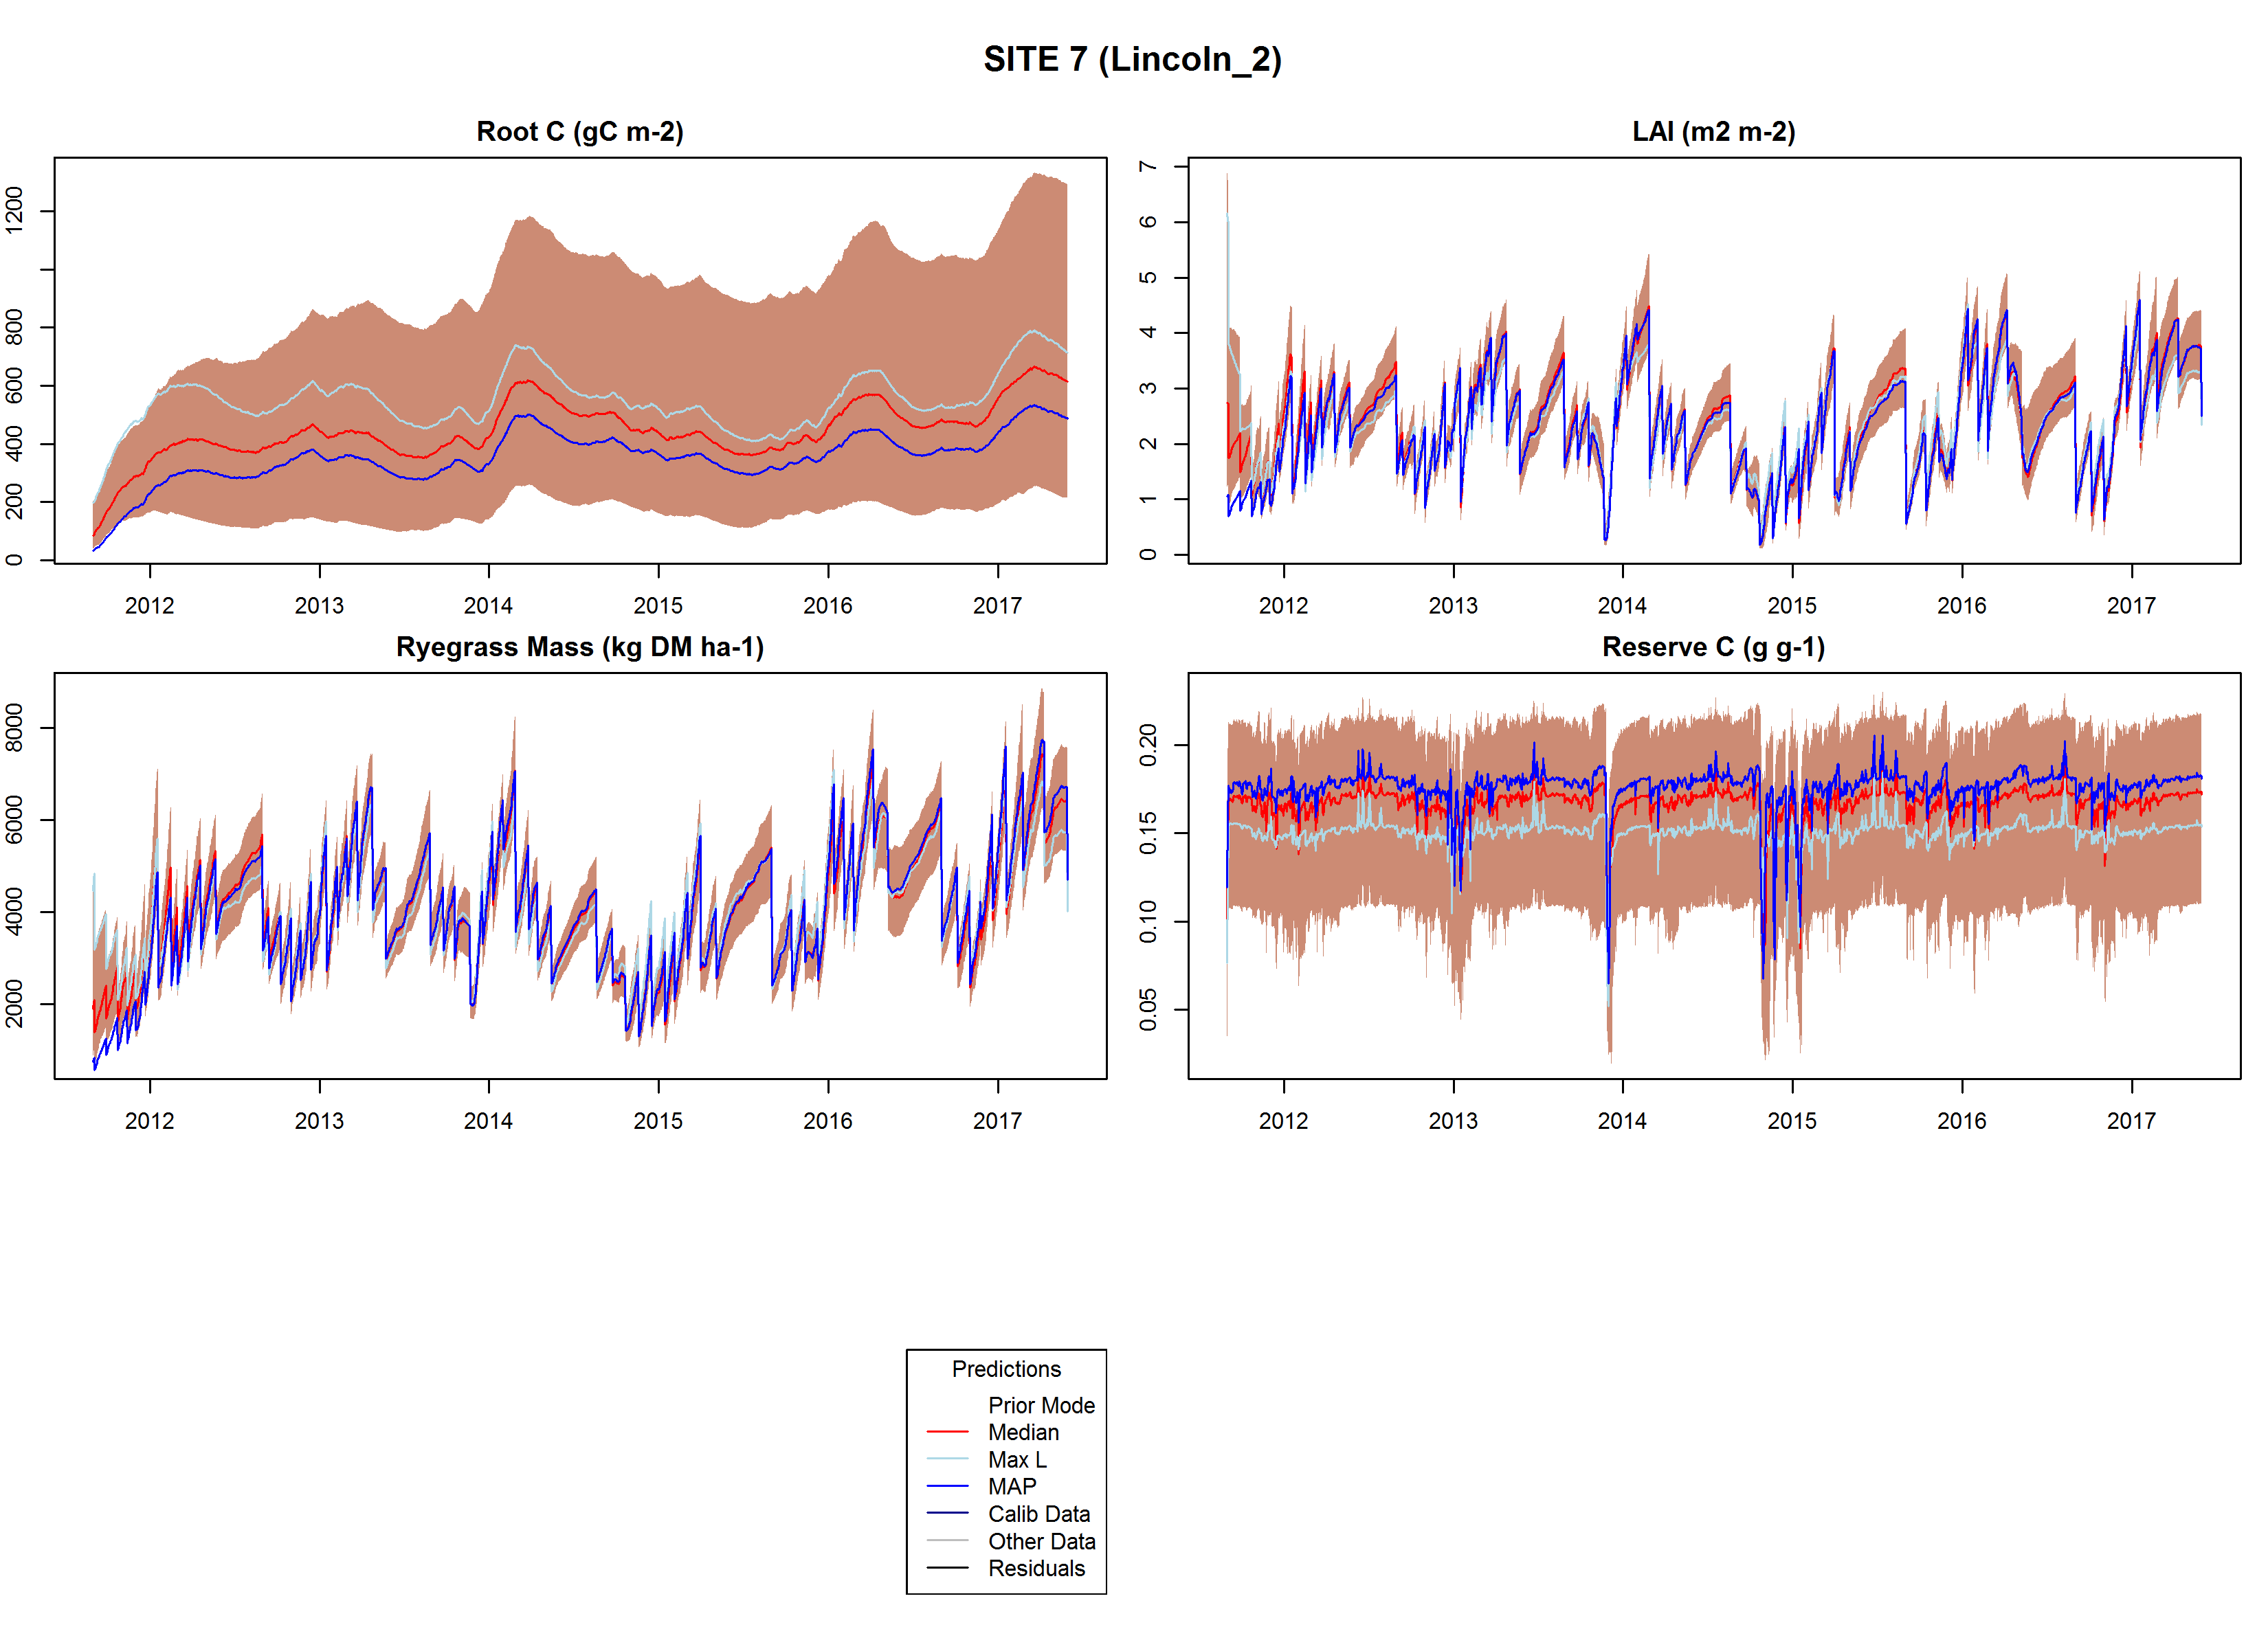 SITE 7 (Lincoln_2)
Root C (gC m-2)
0 200 400 600 800 1200
2012 2013 2014 2015 2016 2017
LAI (m2 m-2)
0 1 2 3 4 5 6 7
2012 2013 2014 2015 2016 2017
Ryegrass Mass (kg DM ha-1)
2000 4000 6000 8000
2012 2013 2014 2015 2016 2017
Reserve C (g g-1)
0.05 0.10 0.15 0.20
2012 2013 2014 2015 2016 2017
Predictions
Prior Mode
Median
Max L
MAP
Calib Data
Other Data
Residuals